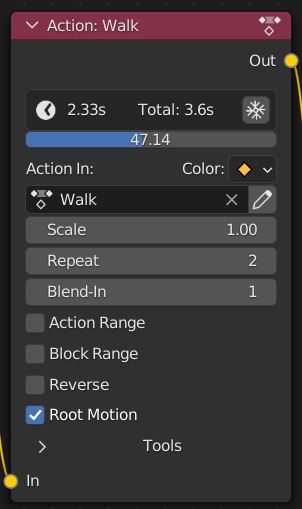 Action: Walk
Out
2.33s Total: 3.6s
47.14
Action In: Color:
Walk
Scale 1.00
Repeat 2
Blend-In 1
Action Range
Block Range
Reverse
Root Motion
Tools
In